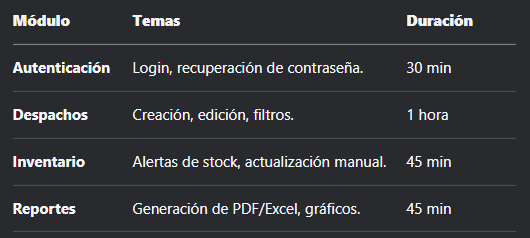 Módulo Temas Duración
Autenticación Login, recuperación de contraseña. 30 min
Despachos Creación, edición, filtros. 1 hora
Inventario Alertas de stock, actualización manual. 45 min
Reportes Generación de PDF/Excel, gráficos. 45 min